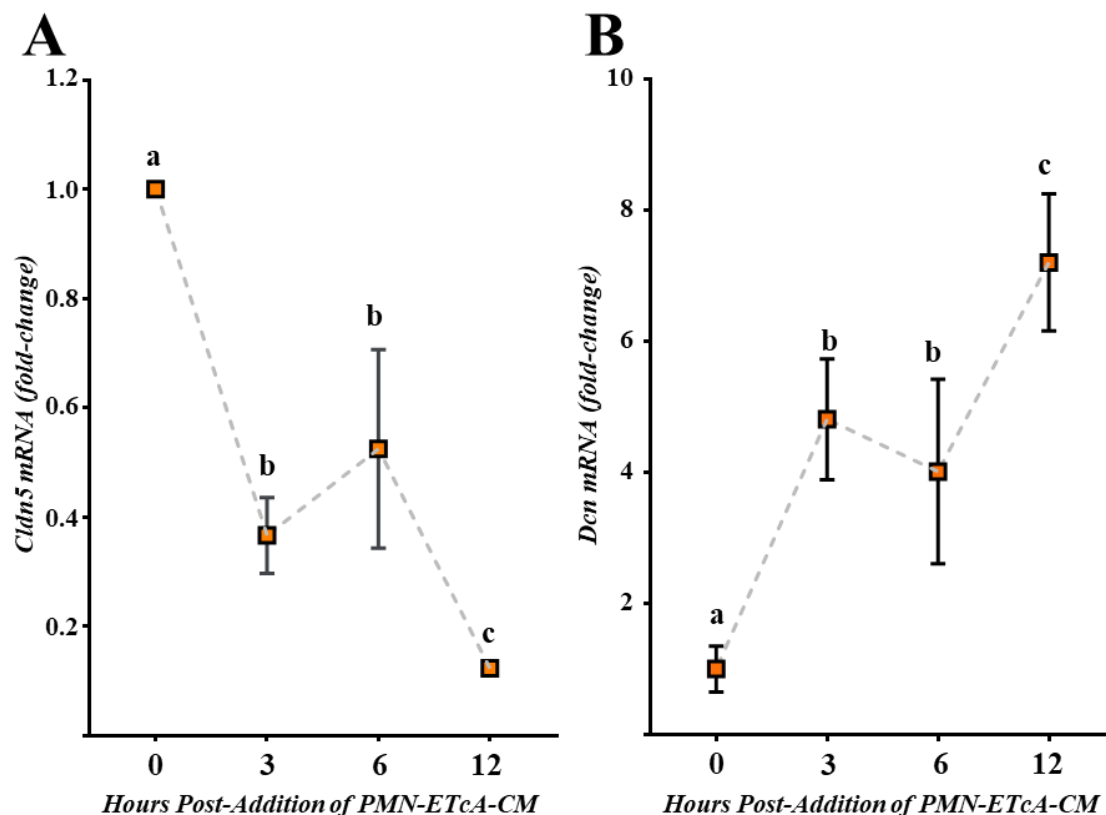 A
Cldn5 mRNA (fold-change)
1.2
1.0
0.8
0.6
0.4
0.2
a
b
b
c
0 3 6 12
Hours Post-Addition of PMN-ETcA-CM
B
Dcn mRNA (fold-change)
10
8
6
4
2
a
b
b
c
0 3 6 12
Hours Post-Addition of PMN-ETcA-CM